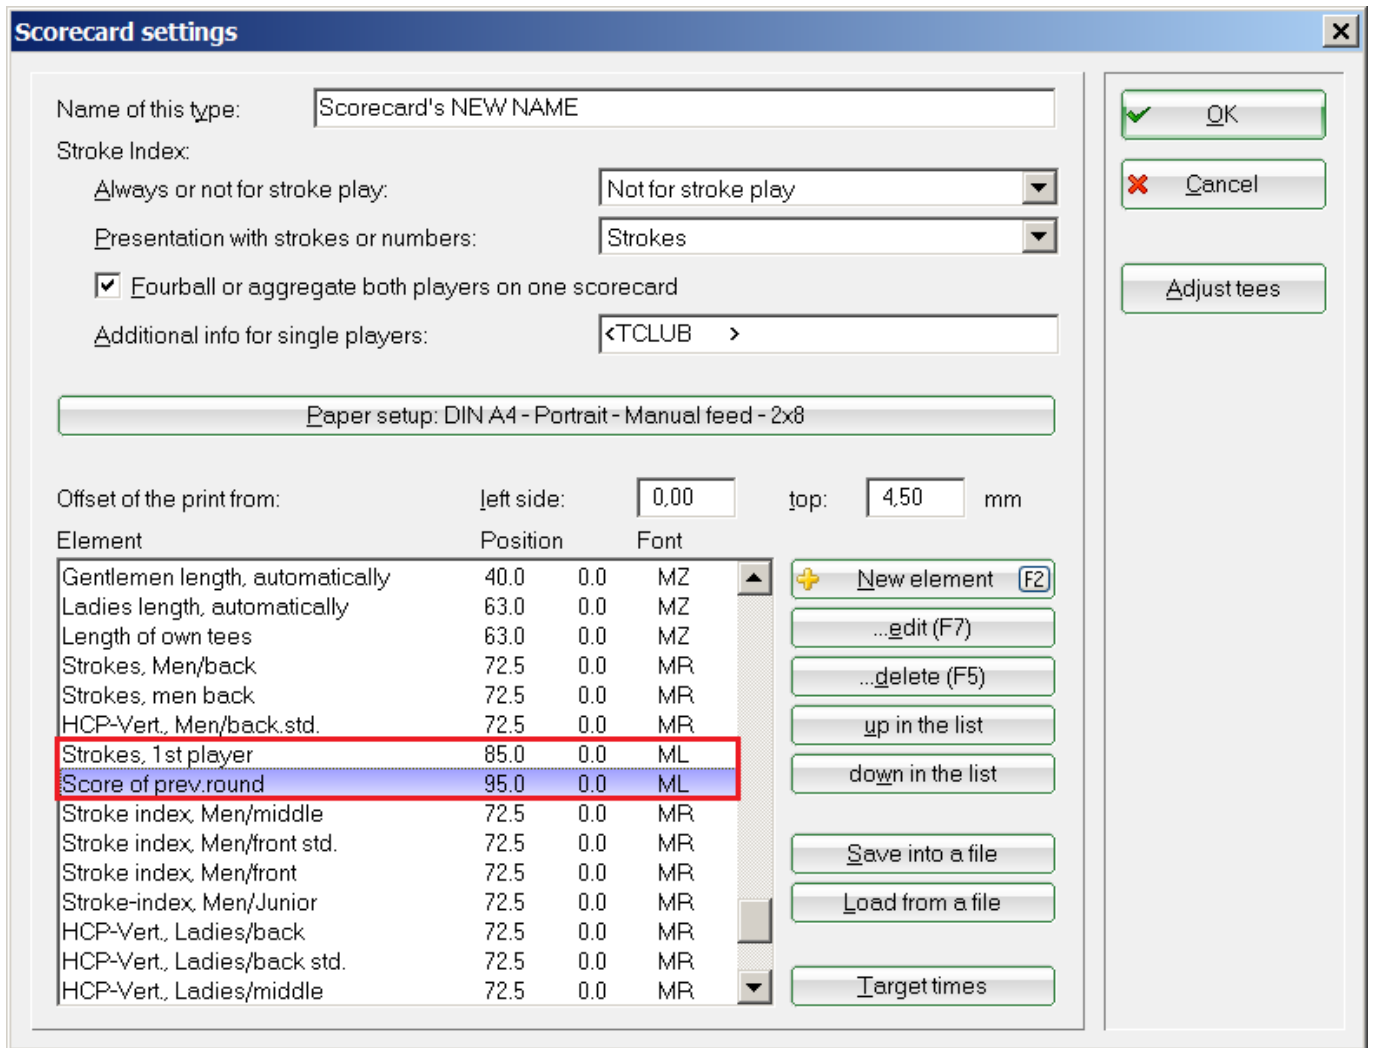 Scorecard settings
Name of this type: Scorecard's NEW NAME
OK
Stroke Index:
Always or not for stroke play: Not for stroke play
Cancel
Presentation with strokes or numbers: Strokes
Fourball or aggregate both players on one scorecard
Adjust tees
Additional info for single players: <TCLUB >
Paper setup: DIN A4 - Portrait - Manual feed - 2x8
Offset of the print from: left side: 0,00 top: 4,50 mm
Element Position Font
Gentlemen length, automatically 40.0 0.0 MZ
Ladies length, automatically 63.0 0.0 MZ
Length of own tees 63.0 0.0 MZ
Strokes, Men/back 72.5 0.0 MR
Strokes, men back 72.5 0.0 MR
HCP-Vert., Men/back.std. 72.5 0.0 MR
Strokes, 1st player 85.0 0.0 ML
Score of prev.round 95.0 0.0 ML
Stroke index, Men/middle 72.5 0.0 MR
Stroke index, Men/front std. 72.5 0.0 MR
Stroke index, Men/front 72.5 0.0 MR
Stroke-index, Men/Junior 72.5 0.0 MR
HCP-Vert., Ladies/back 72.5 0.0 MR
HCP-Vert., Ladies/back std. 72.5 0.0 MR
HCP-Vert., Ladies/middle 72.5 0.0 MR
New element F2
...edit (F7)
...delete (F5)
up in the list
down in the list
Save into a file
Load from a file
Target times